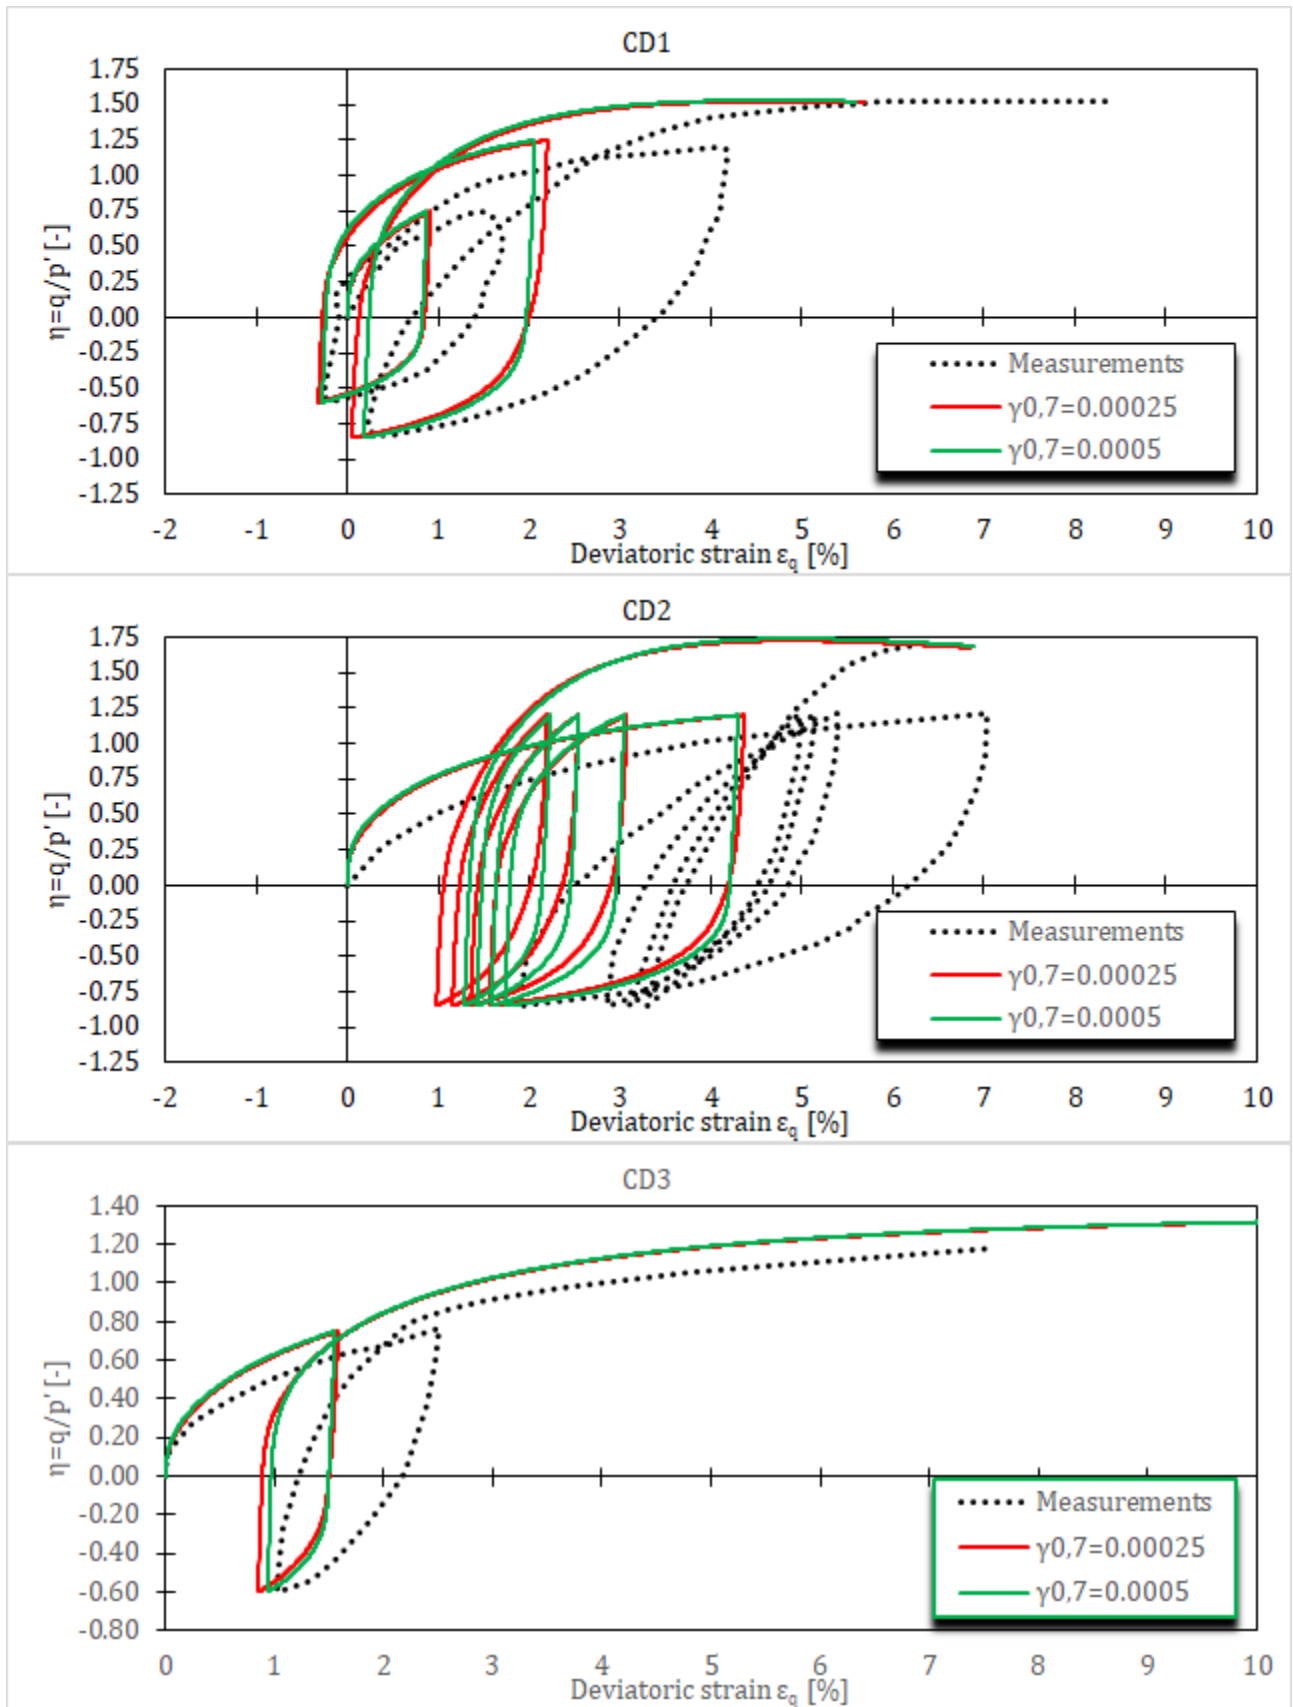 CD1
1.75
1.50
1.25
1.00
0.75
0.50
0.25
0.00
-0.25
-0.50
-0.75
-1.00
-1.25
η=q/p' [-]
Measurements
γ0,7=0.00025
γ0,7=0.0005
-2 -1 0 1 2 3 4 5 6 7 8 9 10
Deviatoric strain εq [%]
CD2
1.75
1.50
1.25
1.00
0.75
0.50
0.25
0.00
-0.25
-0.50
-0.75
-1.00
-1.25
η=q/p' [-]
Measurements
γ0,7=0.00025
γ0,7=0.0005
-2 -1 0 1 2 3 4 5 6 7 8 9 10
Deviatoric strain εq [%]
CD3
1.40
1.20
1.00
0.80
0.60
0.40
0.20
0.00
-0.20
-0.40
-0.60
-0.80
η=q/p' [-]
Measurements
γ0,7=0.00025
γ0,7=0.0005
0 1 2 3 4 5 6 7 8 9 10
Deviatoric strain εq [%]